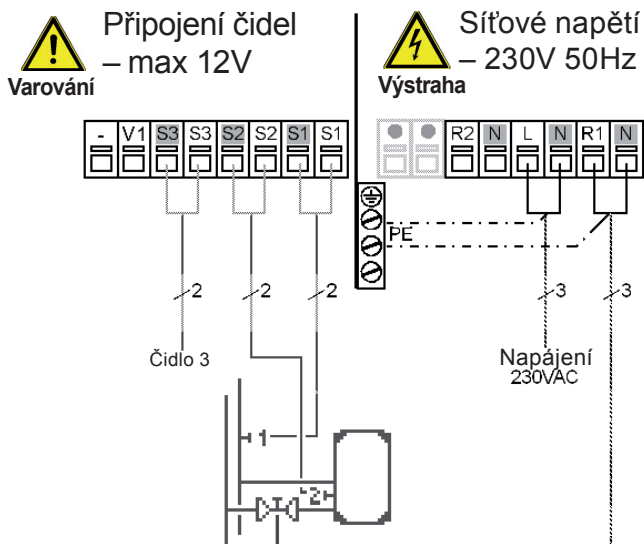 Připojení čidel
– max 12V
Varování
Síťové napětí
– 230V 50Hz
Výstraha
- V1 S3 S3 S2 S2 S1 S1
R2 N L N R1 N
PE
2 2 2
3 3
Čidlo 3
Napájení
230VAC
1
2